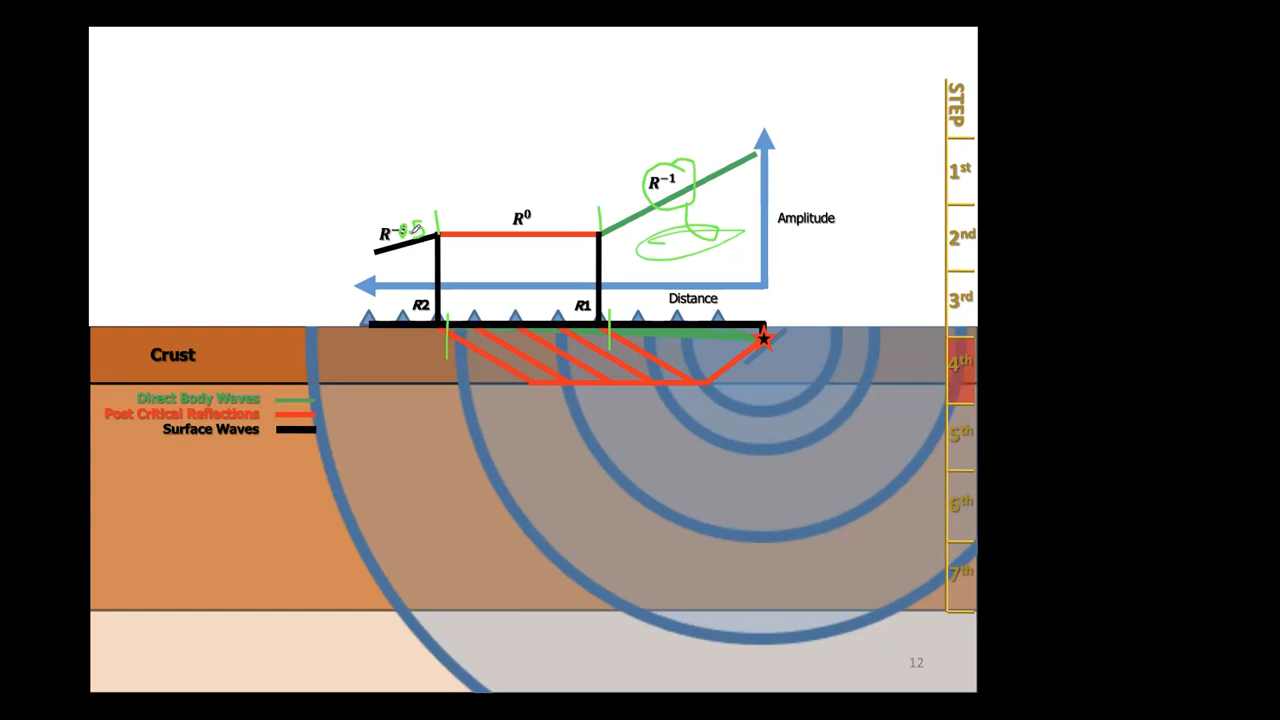 STEP
1st
R⁻¹
Amplitude
R⁰
2nd
R⁻
.5
Distance
3rd
R2
R1
Crust
4th
Direct Body Waves
Post Critical Reflections
Surface Waves
5th
6th
7th
12